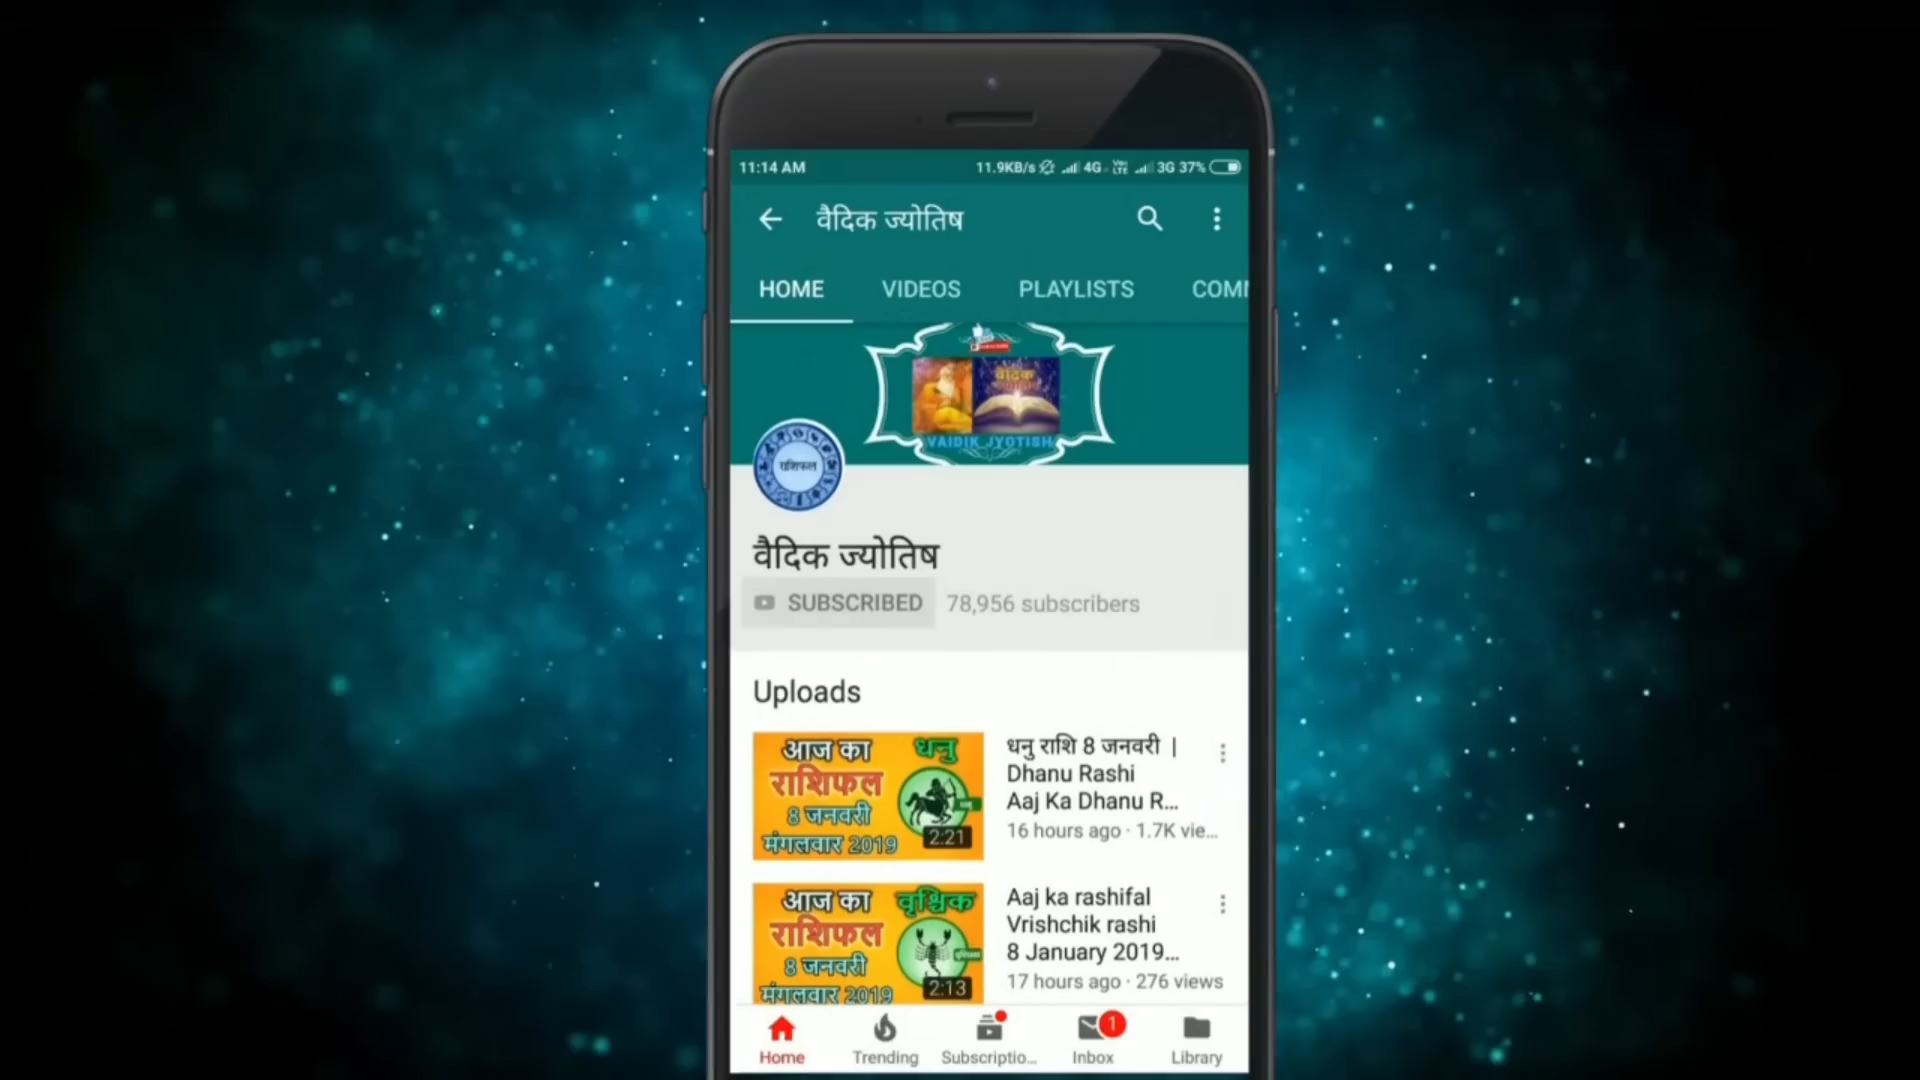 11:14 AM 11.9KB/s 4G VoLTE 3G 37%
वैदिक ज्योतिष
HOME VIDEOS PLAYLISTS COM
वैदिक
VAIDIK JYOTISH
राशिफल
वैदिक ज्योतिष
SUBSCRIBED 78,956 subscribers
Uploads
आज का धनु
राशिफल
8 जनवरी
मंगलवार 2019
2:21
धनु राशि 8 जनवरी |
Dhanu Rashi
Aaj Ka Dhanu R...
16 hours ago · 1.7K vie...
आज का वृश्चिक
राशिफल
8 जनवरी
मंगलवार 2019
2:13
Aaj ka rashifal
Vrishchik rashi
8 January 2019...
17 hours ago · 276 views
1
Home Trending Subscriptio... Inbox Library